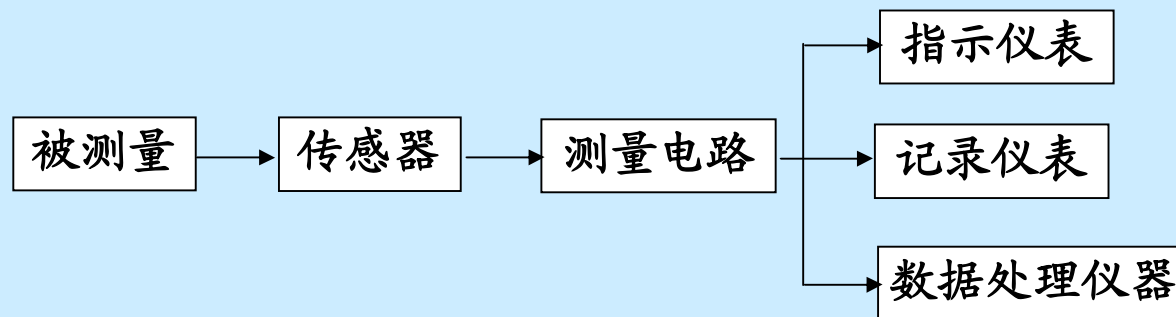 被测量
传感器
测量电路
指示仪表
记录仪表
数据处理仪器